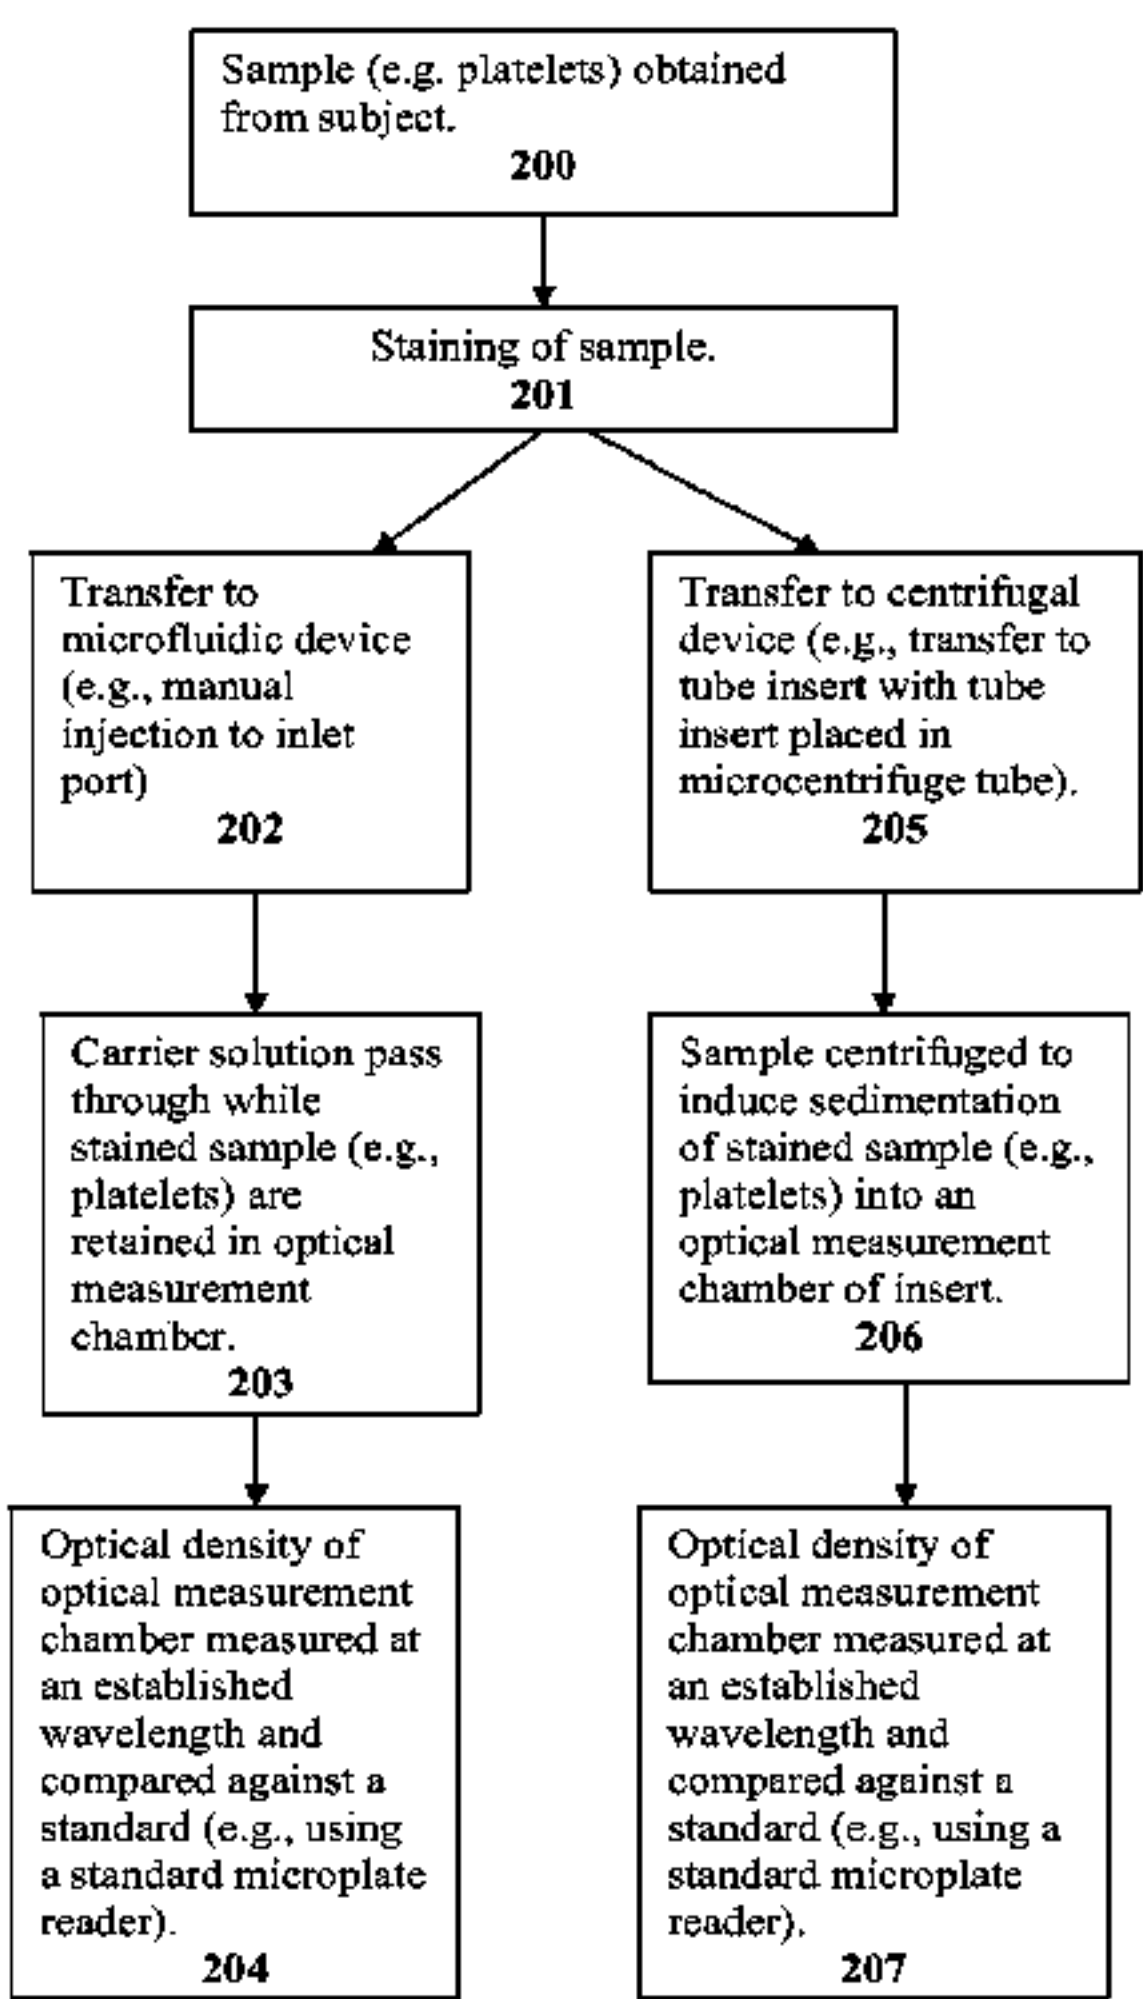 Sample (e.g. platelets) obtained
from subject.
200
Staining of sample.
201
Transfer to
microfluidic device
(e.g., manual
injection to inlet
port)
202
Carrier solution pass
through while
stained sample (e.g.,
platelets) are
retained in optical
measurement
chamber.
203
Optical density of
optical measurement
chamber measured at
an established
wavelength and
compared against a
standard (e.g., using
a standard microplate
reader).
204
Transfer to centrifugal
device (e.g., transfer to
tube insert with tube
insert placed in
microcentrifuge tube).
205
Sample centrifuged to
induce sedimentation
of stained sample (e.g.,
platelets) into an
optical measurement
chamber of insert.
206
Optical density of
optical measurement
chamber measured at
an established
wavelength and
compared against a
standard (e.g., using a
standard microplate
reader).
207